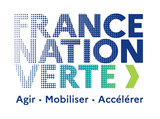 FRANCE
NATION
VERTE
Agir • Mobiliser • Accélérer